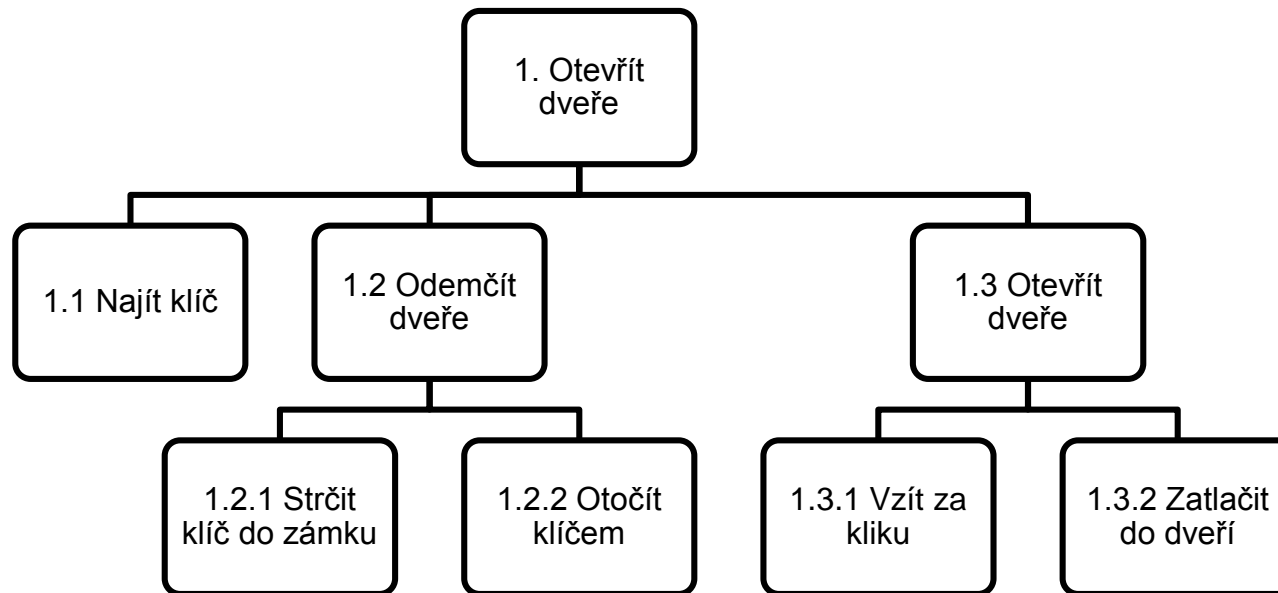 1. Otevřít
dveře
1.1 Najít klíč
1.2 Odemčít
dveře
1.3 Otevřít
dveře
1.2.1 Strčit
klíč do zámku
1.2.2 Otočít
klíčem
1.3.1 Vzít za
kliku
1.3.2 Zatlačit
do dveří